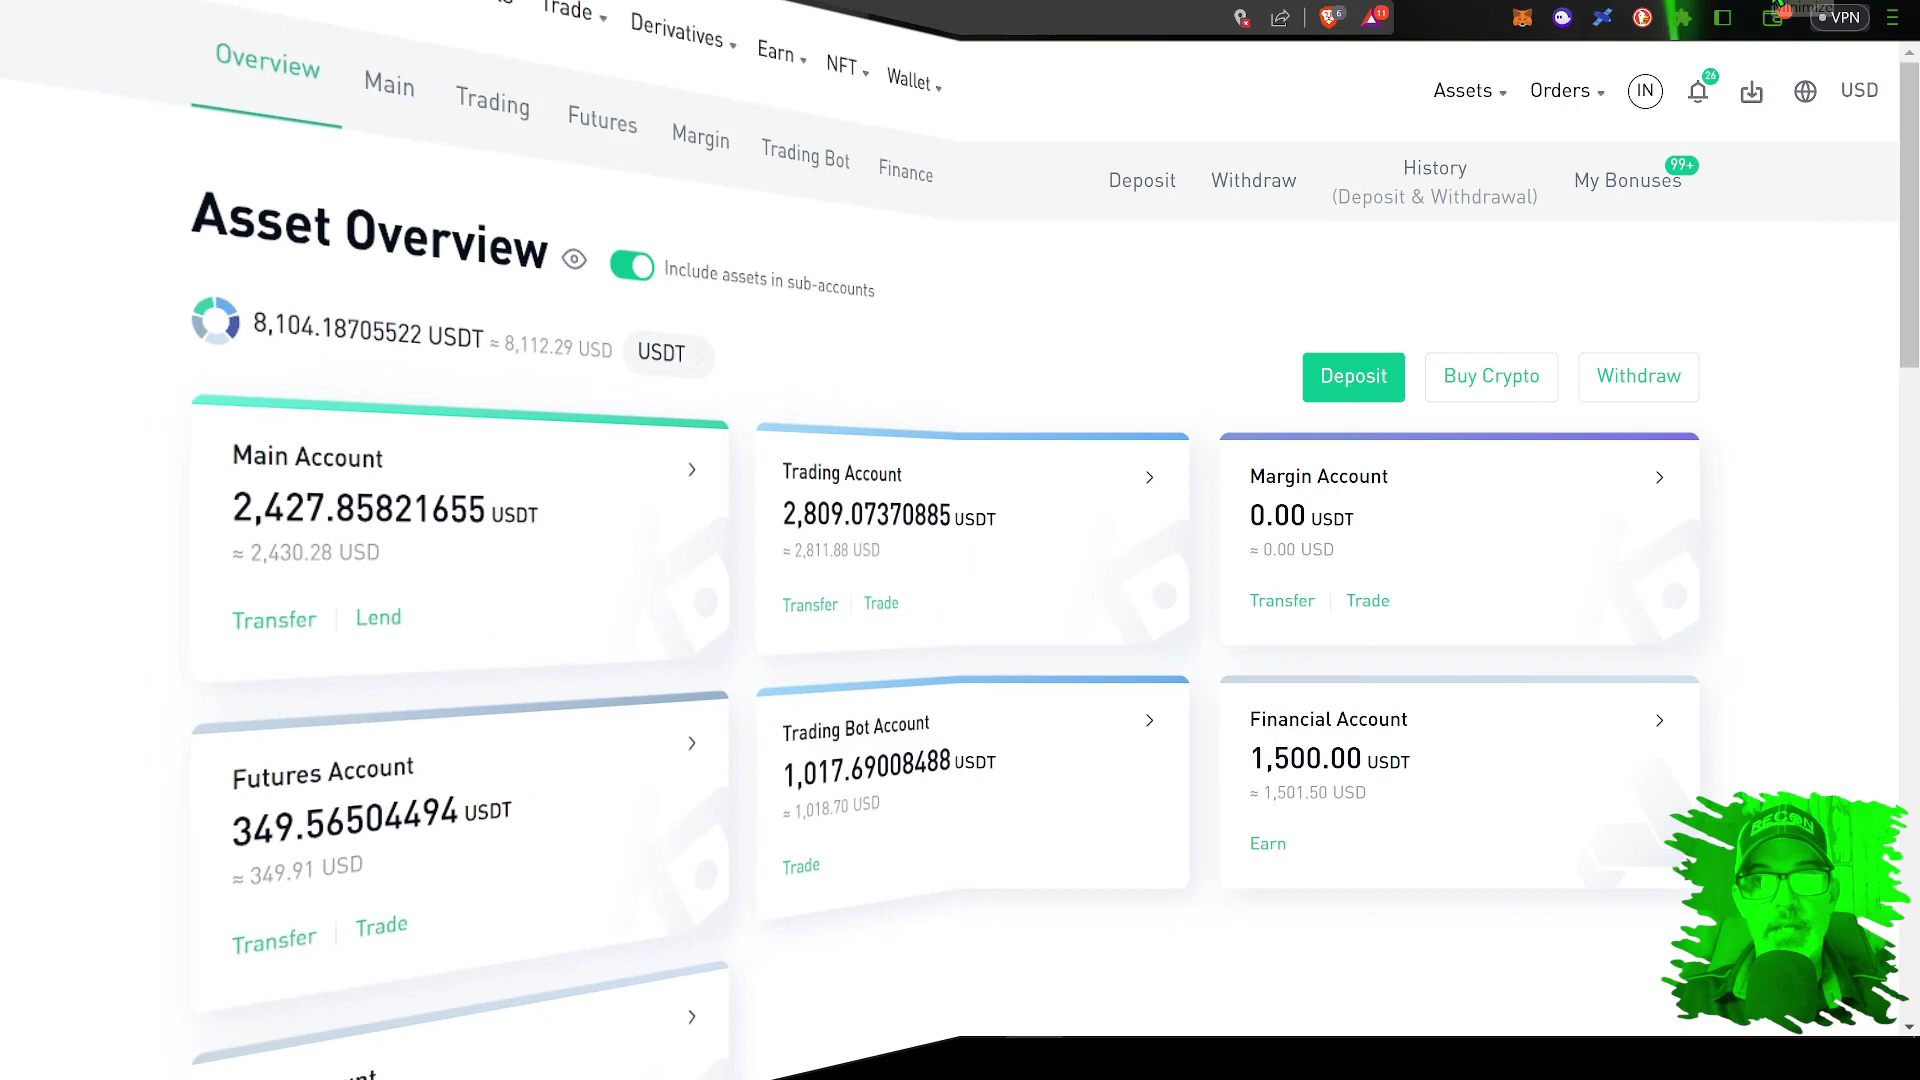 Minimize
6
11
VPN
Trade
Derivatives
Earn
NFT
Wallet
Assets
Orders
IN
26
USD
Overview
Main
Trading
Futures
Margin
Trading Bot
Finance
Deposit
Withdraw
History
(Deposit & Withdrawal)
My Bonuses
99+
Asset Overview
Include assets in sub-accounts
8,104.18705522 USDT ≈ 8,112.29 USD
USDT
Deposit
Buy Crypto
Withdraw
Main Account
2,427.85821655 USDT
≈ 2,430.28 USD
Transfer
Lend
Trading Account
2,809.07370885 USDT
≈ 2,811.88 USD
Transfer
Trade
Margin Account
0.00 USDT
≈ 0.00 USD
Transfer
Trade
Futures Account
349.56504494 USDT
≈ 349.91 USD
Transfer
Trade
Trading Bot Account
1,017.69008488 USDT
≈ 1,018.70 USD
Trade
Financial Account
1,500.00 USDT
≈ 1,501.50 USD
Earn
RECON